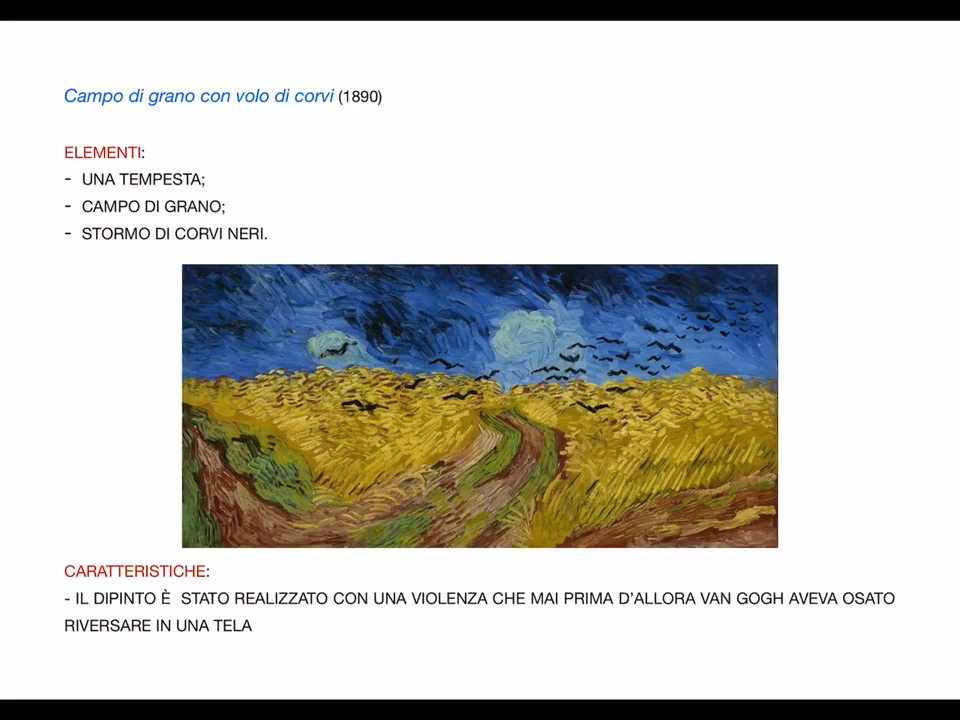 Campo di grano con volo di corvi (1890)
ELEMENTI:
- UNA TEMPESTA;
- CAMPO DI GRANO;
- STORMO DI CORVI NERI.
CARATTERISTICHE:
- IL DIPINTO È STATO REALIZZATO CON UNA VIOLENZA CHE MAI PRIMA D’ALLORA VAN GOGH AVEVA OSATO
RIVERSARE IN UNA TELA